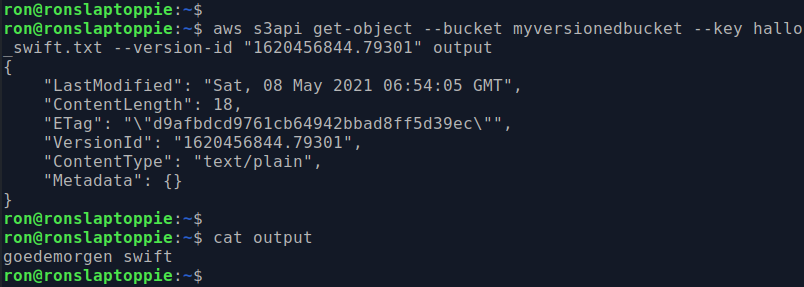 ron@ronslaptoppie:~$
ron@ronslaptoppie:~$ aws s3api get-object --bucket myversionedbucket --key hallo
_swift.txt --version-id "1620456844.79301" output
{
    "LastModified": "Sat, 08 May 2021 06:54:05 GMT",
    "ContentLength": 18,
    "ETag": "\"d9afbdcd9761cb64942bbad8ff5d39ec\"",
    "VersionId": "1620456844.79301",
    "ContentType": "text/plain",
    "Metadata": {}
}
ron@ronslaptoppie:~$
ron@ronslaptoppie:~$ cat output
goedemorgen swift
ron@ronslaptoppie:~$